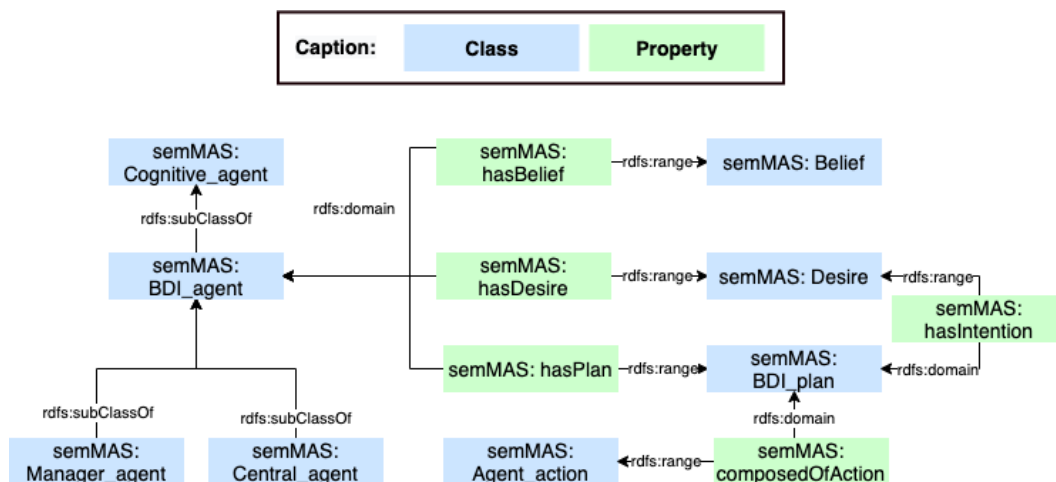 Caption:
Class
Property
semMAS:
Cognitive_agent
semMAS:
hasBelief
rdfs:range
semMAS: Belief
rdfs:domain
rdfs:subClassOf
semMAS:
BDI_agent
semMAS:
hasDesire
rdfs:range
semMAS: Desire
rdfs:range
semMAS:
hasIntention
semMAS: hasPlan
rdfs:range
semMAS:
BDI_plan
rdfs:domain
rdfs:subClassOf
rdfs:subClassOf
rdfs:domain
semMAS:
Manager_agent
semMAS:
Central_agent
semMAS:
Agent_action
rdfs:range
semMAS:
composedOfAction